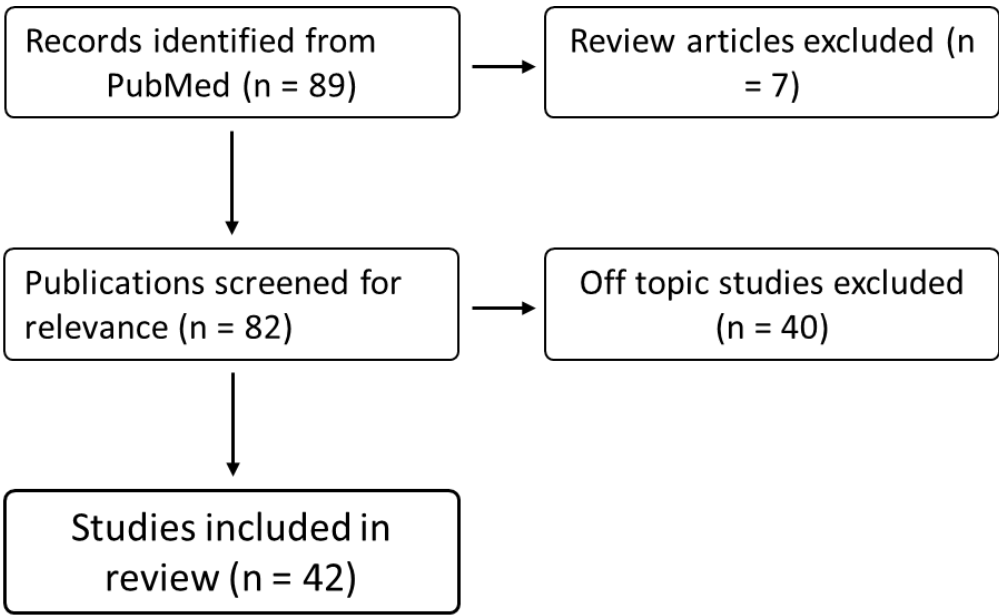 Records identified from
PubMed (n = 89)
Review articles excluded (n
= 7)
Publications screened for
relevance (n = 82)
Off topic studies excluded
(n = 40)
Studies included in
review (n = 42)